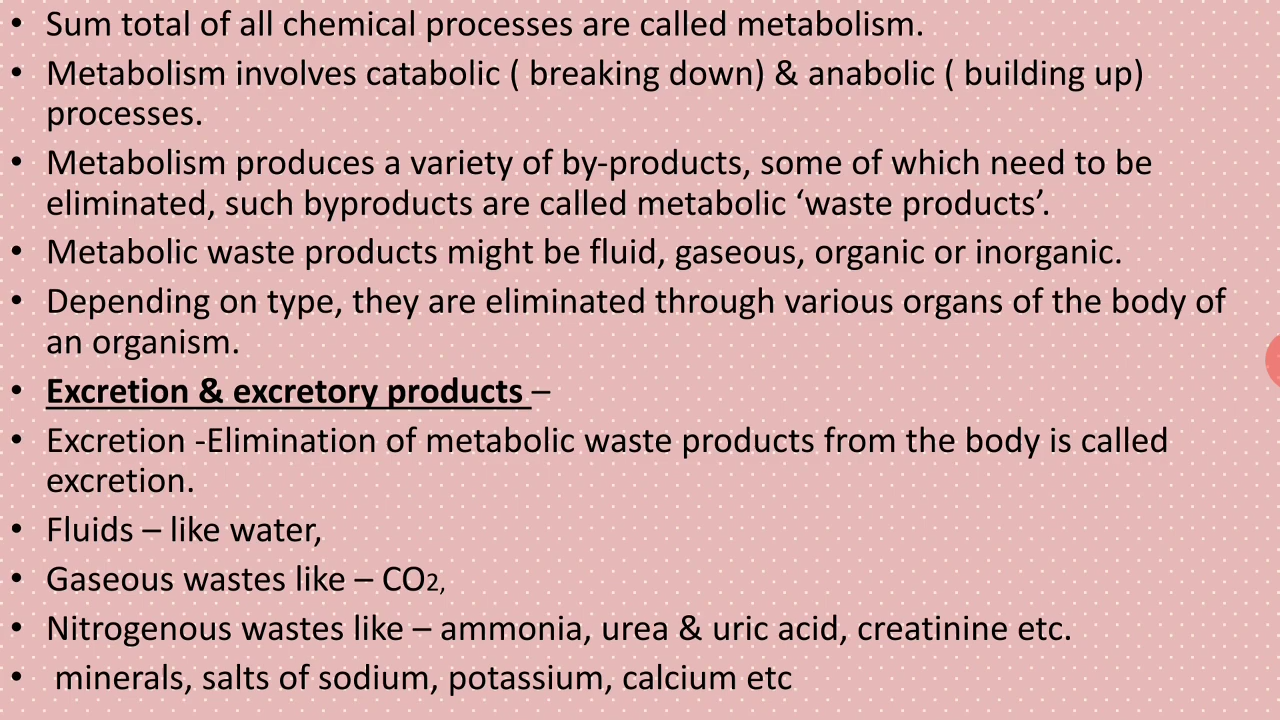 • Sum total of all chemical processes are called metabolism.
• Metabolism involves catabolic ( breaking down) & anabolic ( building up)
processes.
• Metabolism produces a variety of by-products, some of which need to be
eliminated, such byproducts are called metabolic ‘waste products’.
• Metabolic waste products might be fluid, gaseous, organic or inorganic.
• Depending on type, they are eliminated through various organs of the body of
an organism.
• Excretion & excretory products –
• Excretion -Elimination of metabolic waste products from the body is called
excretion.
• Fluids – like water,
• Gaseous wastes like – CO2,
• Nitrogenous wastes like – ammonia, urea & uric acid, creatinine etc.
• minerals, salts of sodium, potassium, calcium etc